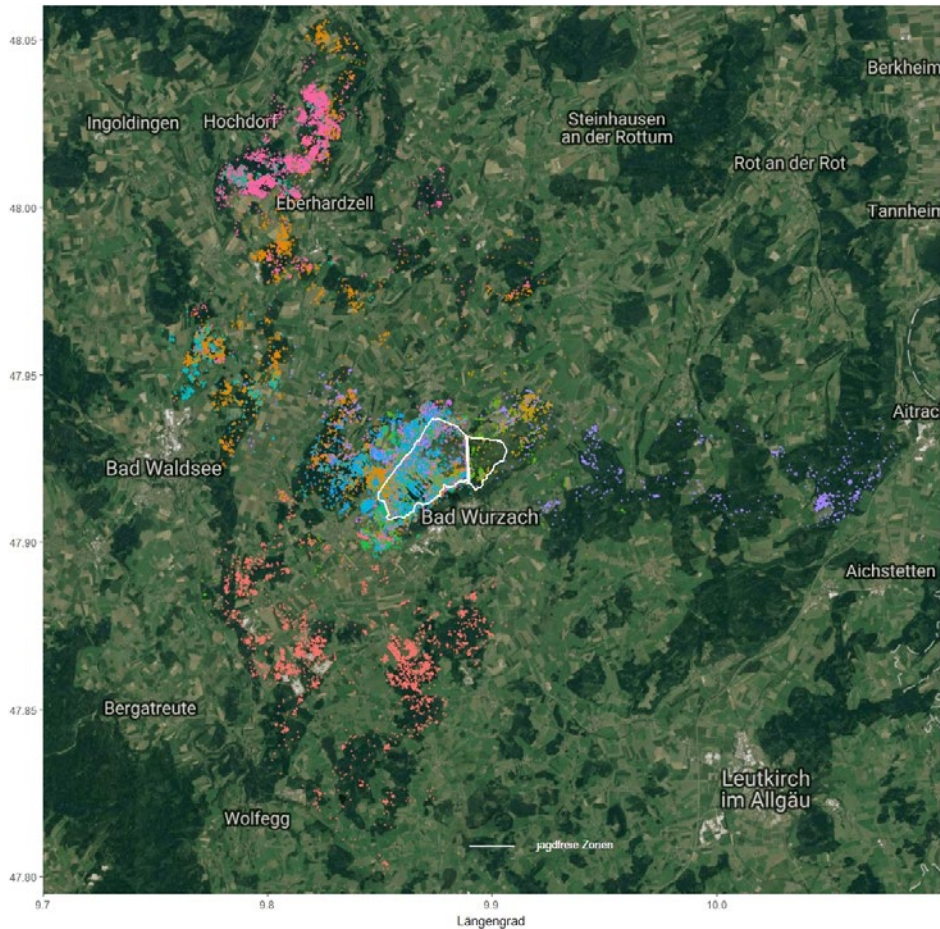 48.05
Berkheim
Ingoldingen
Hochdorf
Steinhausen
an der Rottum
Rot an der Rot
Eberhardzell
48.00
Tannheim
47.95
Aitrac
Bad Waldsee
Bad Wurzach
47.90
Aichstetten
Bergatreute
47.85
Leutkirch
im Allgäu
Wolfegg
jagdfreie Zonen
47.80
9.7
9.8
9.9
10.0
Längengrad